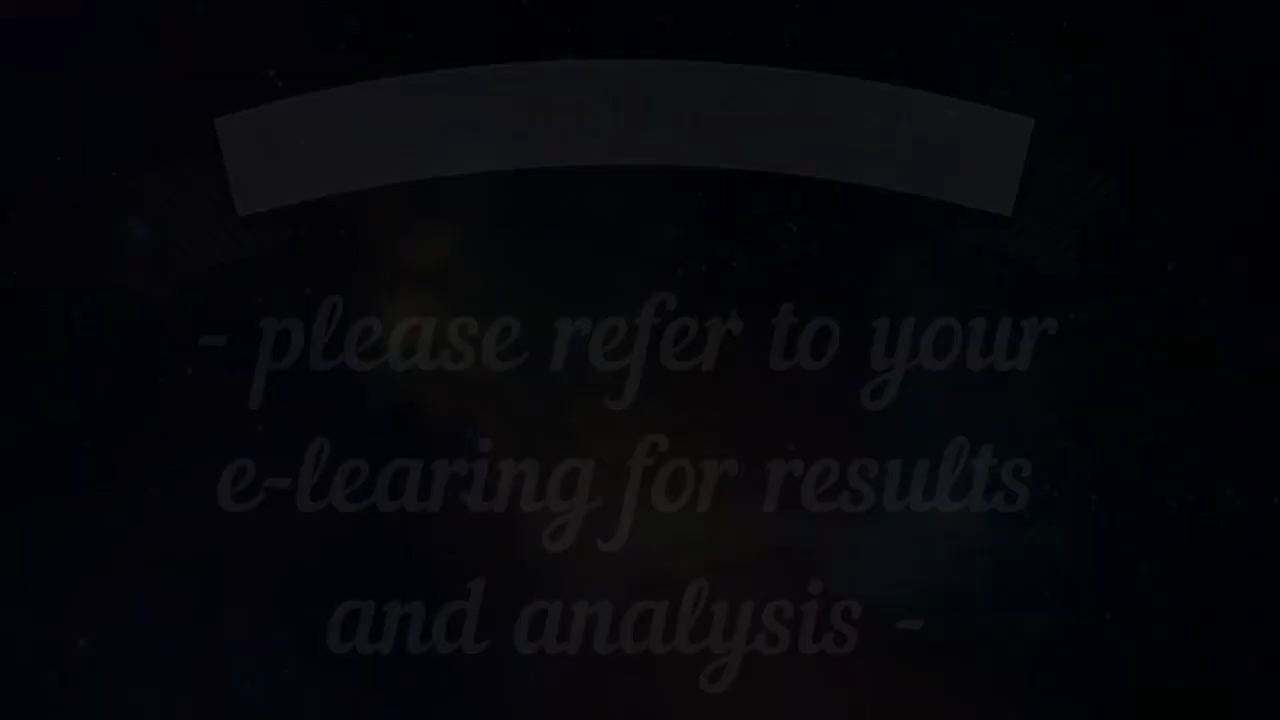 - please refer to your
e-learing for results
and analysis -